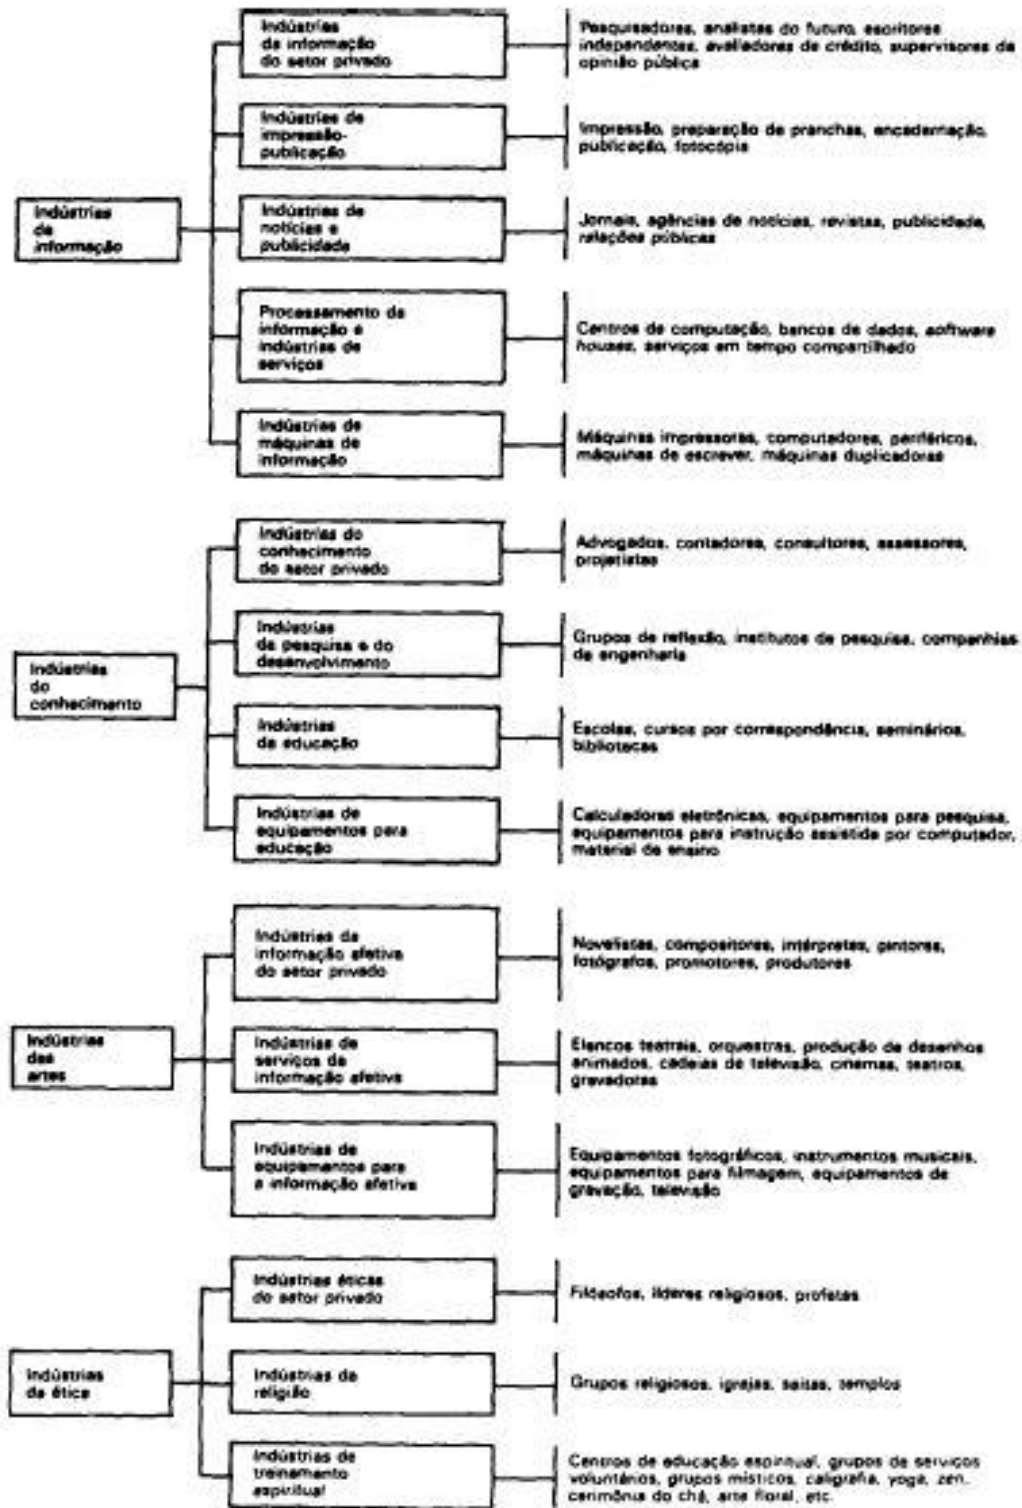 Indústrias
da informação
do setor privado
Pesquisadores, analistas do futuro, escritores
independentes, avaliadores de crédito, supervisores da
opinião pública
Indústrias de
impressão-
publicação
Impressão, preparação de pranchas, encadernação,
publicação, fotocópia
Indústrias
da
informação
Indústrias de
notícias e
publicidade
Jornais, agências de notícias, revistas, publicidade,
relações públicas
Processamento da
informação e
indústrias de
serviços
Centros de computação, bancos de dados, software
houses, serviços em tempo compartilhado
Indústrias de
máquinas de
informação
Máquinas impressoras, computadores, periféricos,
máquinas de escrever, máquinas duplicadoras
Indústrias do
conhecimento
do setor privado
Advogados, contadores, consultores, assessores,
projetistas
Indústrias
da pesquisa e do
desenvolvimento
Grupos de reflexão, institutos de pesquisa, companhias
de engenharia
Indústrias
do
conhecimento
Indústrias
da educação
Escolas, cursos por correspondência, seminários,
bibliotecas
Indústrias de
equipamentos para
educação
Calculadoras eletrônicas, equipamentos para pesquisa,
equipamentos para instrução assistida por computador,
material de ensino
Indústrias da
informação afetiva
do setor privado
Novelistas, compositores, intérpretes, pintores,
fotógrafos, promotores, produtores
Indústrias
das
artes
Indústrias de
serviços da
informação afetiva
Elencos teatrais, orquestras, produção de desenhos
animados, cadeias de televisão, cinemas, teatros,
gravadoras
Indústrias de
equipamentos para
a informação afetiva
Equipamentos fotográficos, instrumentos musicais,
equipamentos para filmagem, equipamentos de
gravação, televisão
Indústrias éticas
do setor privado
Filósofos, líderes religiosos, profetas
Indústrias
da ética
Indústrias da
religião
Grupos religiosos, igrejas, seitas, templos
Indústrias de
treinamento
espiritual
Centros de educação espiritual, grupos de serviços
voluntários, grupos místicos, caligrafia, yoga, zen,
cerimônia do chá, arte floral, etc.